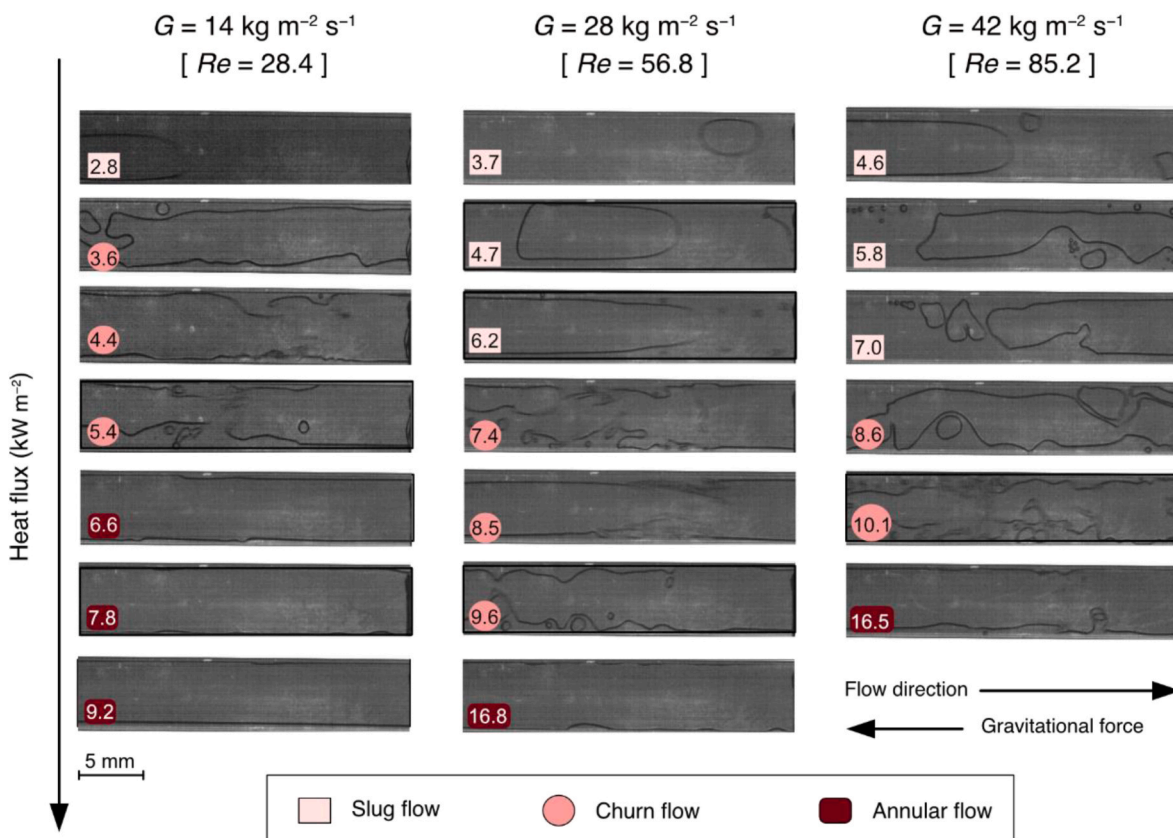 G = 14 kg m⁻² s⁻¹
[ Re = 28.4 ]
G = 28 kg m⁻² s⁻¹
[ Re = 56.8 ]
G = 42 kg m⁻² s⁻¹
[ Re = 85.2 ]
Heat flux (kW m⁻²)
2.8
3.6
4.4
5.4
6.6
7.8
9.2
3.7
4.7
6.2
7.4
8.5
9.6
16.8
4.6
5.8
7.0
8.6
10.1
16.5
Flow direction
Gravitational force
5 mm
Slug flow
Churn flow
Annular flow